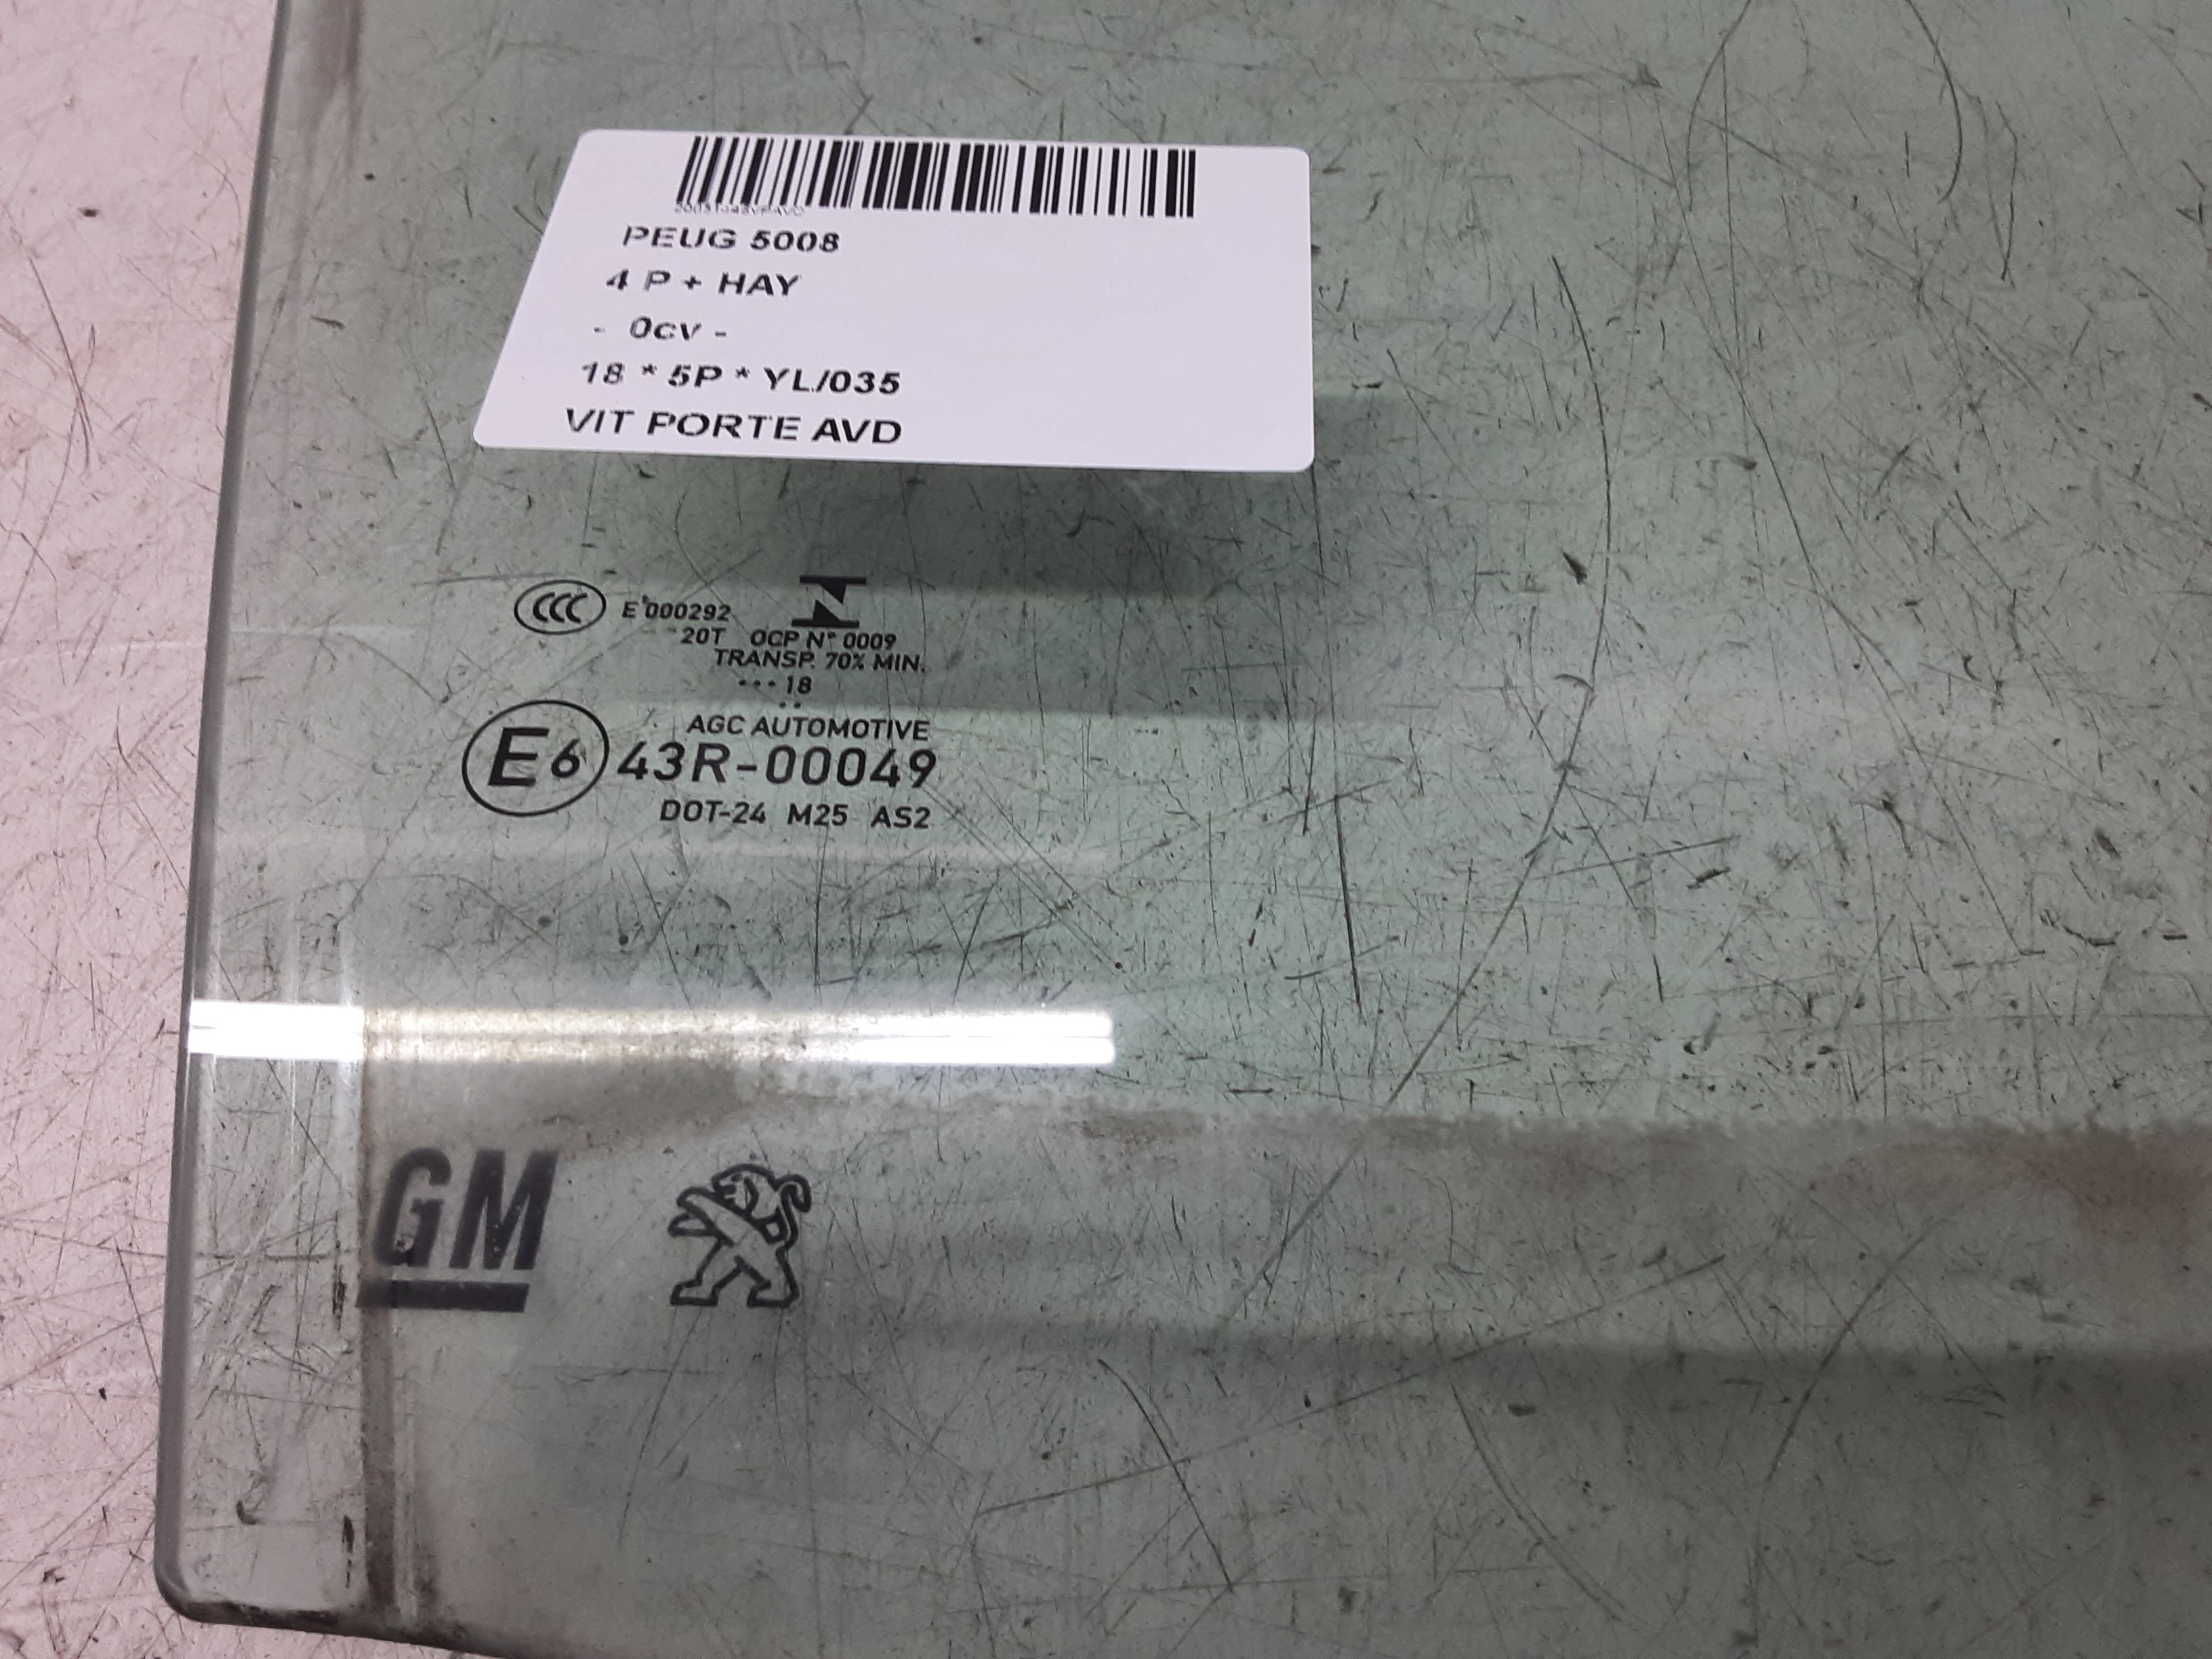 PEUG 5008
4 P + HAY
- 0cv -
18 * 5P * YL/035
VIT PORTE AVD
CCC E 000292
20T OCP N° 0009
TRANSP. 70% MIN.
••• 18
••
AGC AUTOMOTIVE
E6 43R-00049
DOT-24 M25 AS2
GM